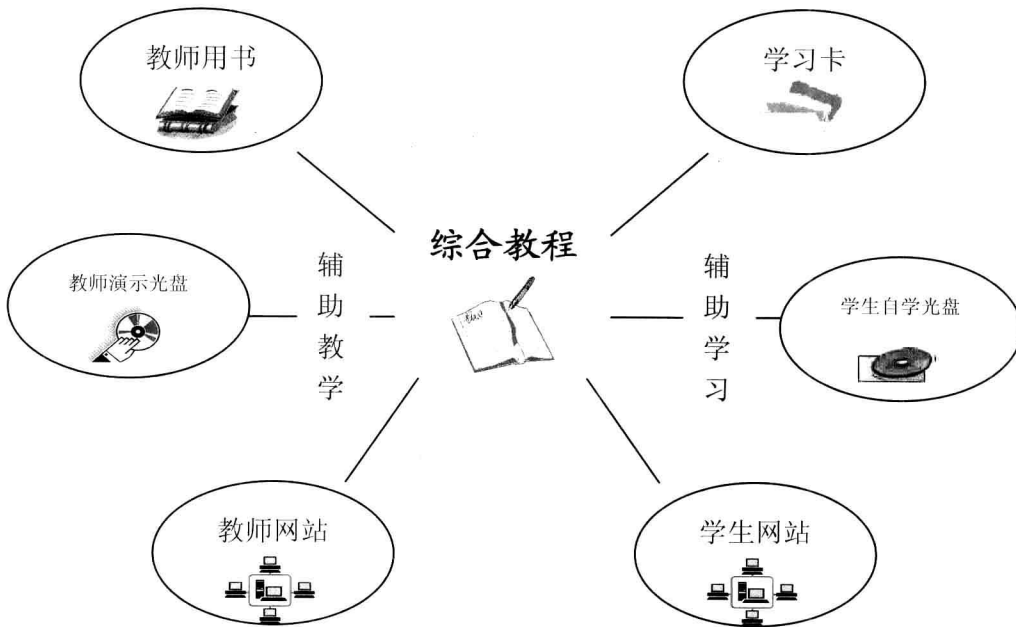 教师用书
学习卡
综合教程
教师演示光盘
辅助教学
辅助学习
学生自学光盘
教师网站
学生网站